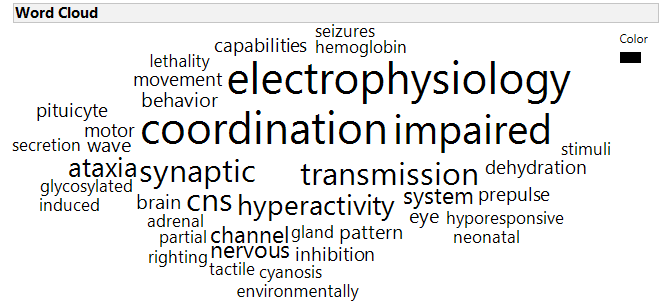 Word Cloud
Color
seizures
capabilities hemoglobin
lethality
movement electrophysiology
behavior
pituicyte
motor coordination impaired
secretion wave stimuli
ataxia synaptic transmission dehydration
glycosylated
induced brain cns hyperactivity system prepulse
adrenal eye hyporesponsive
partial channel gland pattern neonatal
righting nervous inhibition
tactile cyanosis
environmentally